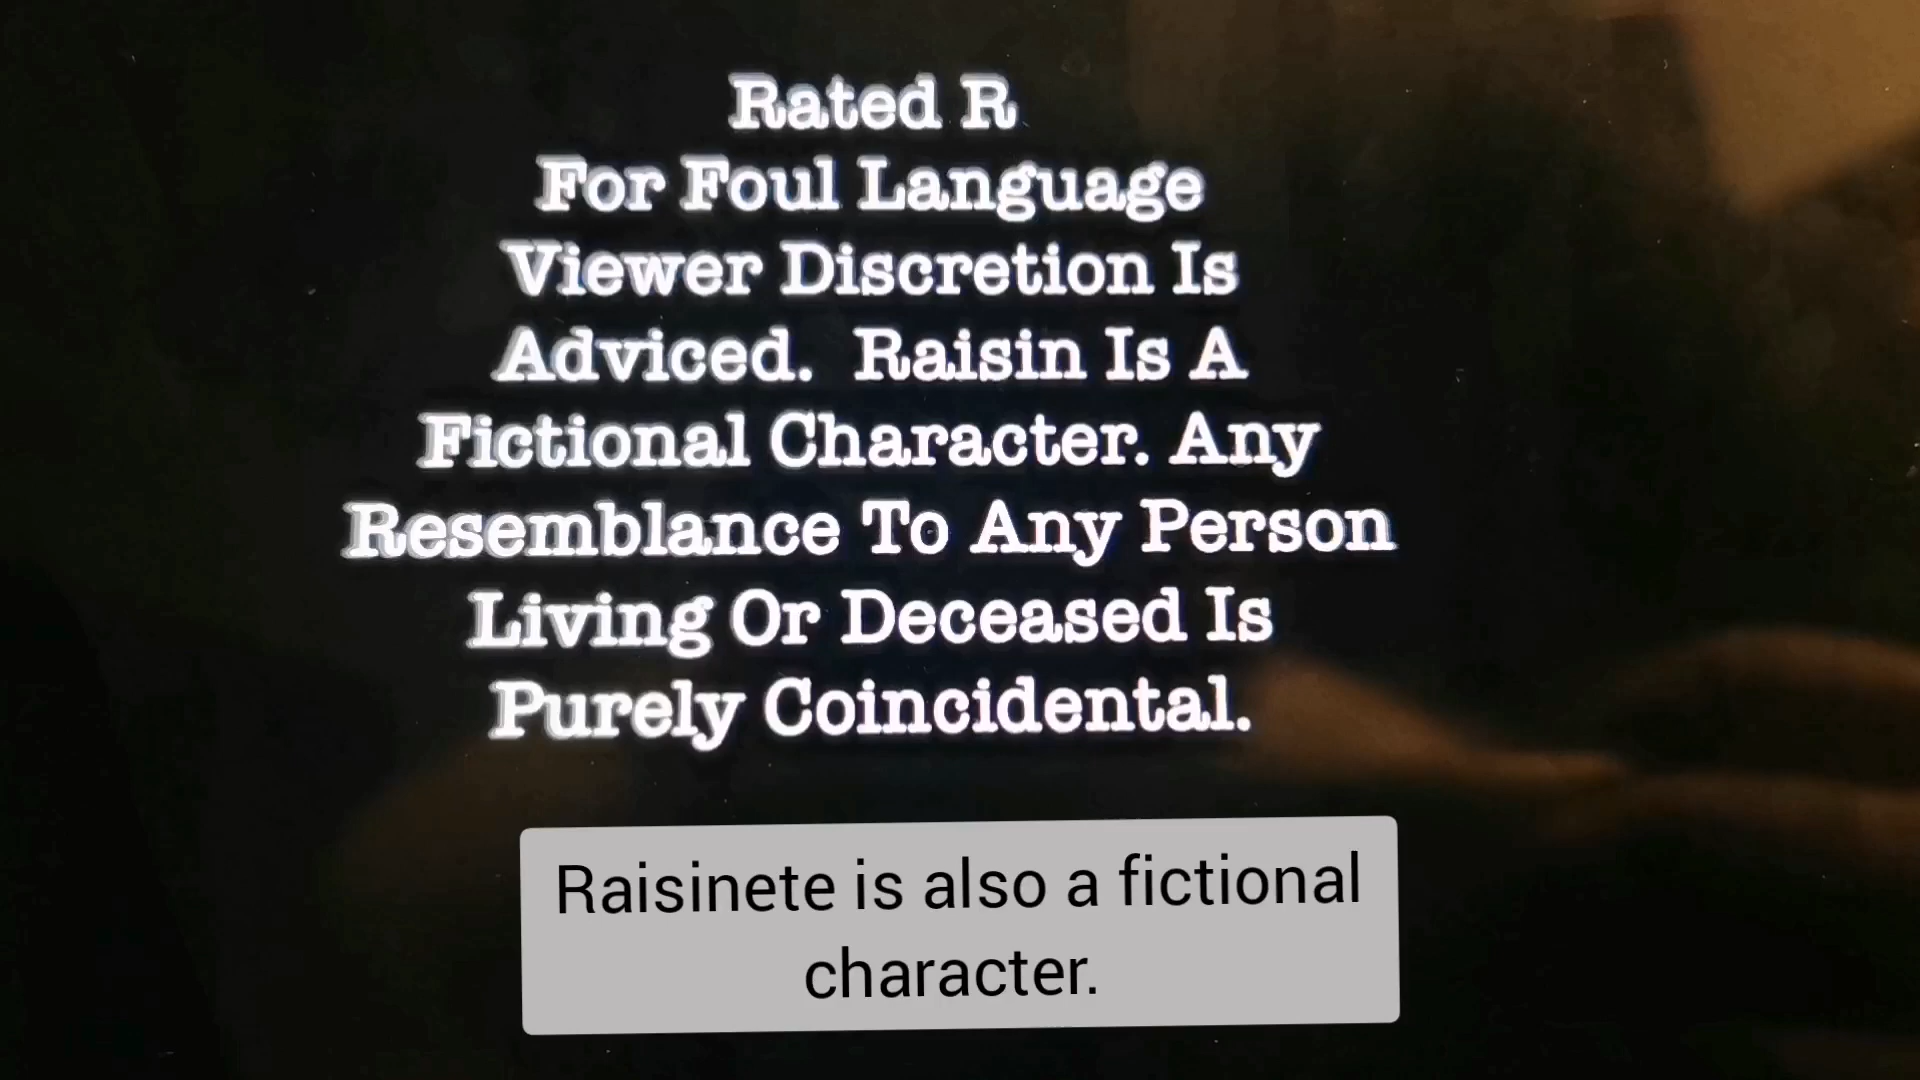 Rated R
For Foul Language
Viewer Discretion Is
Adviced. Raisin Is A
Fictional Character. Any
Resemblance To Any Person
Living Or Deceased Is
Purely Coincidental.
Raisinete is also a fictional
character.